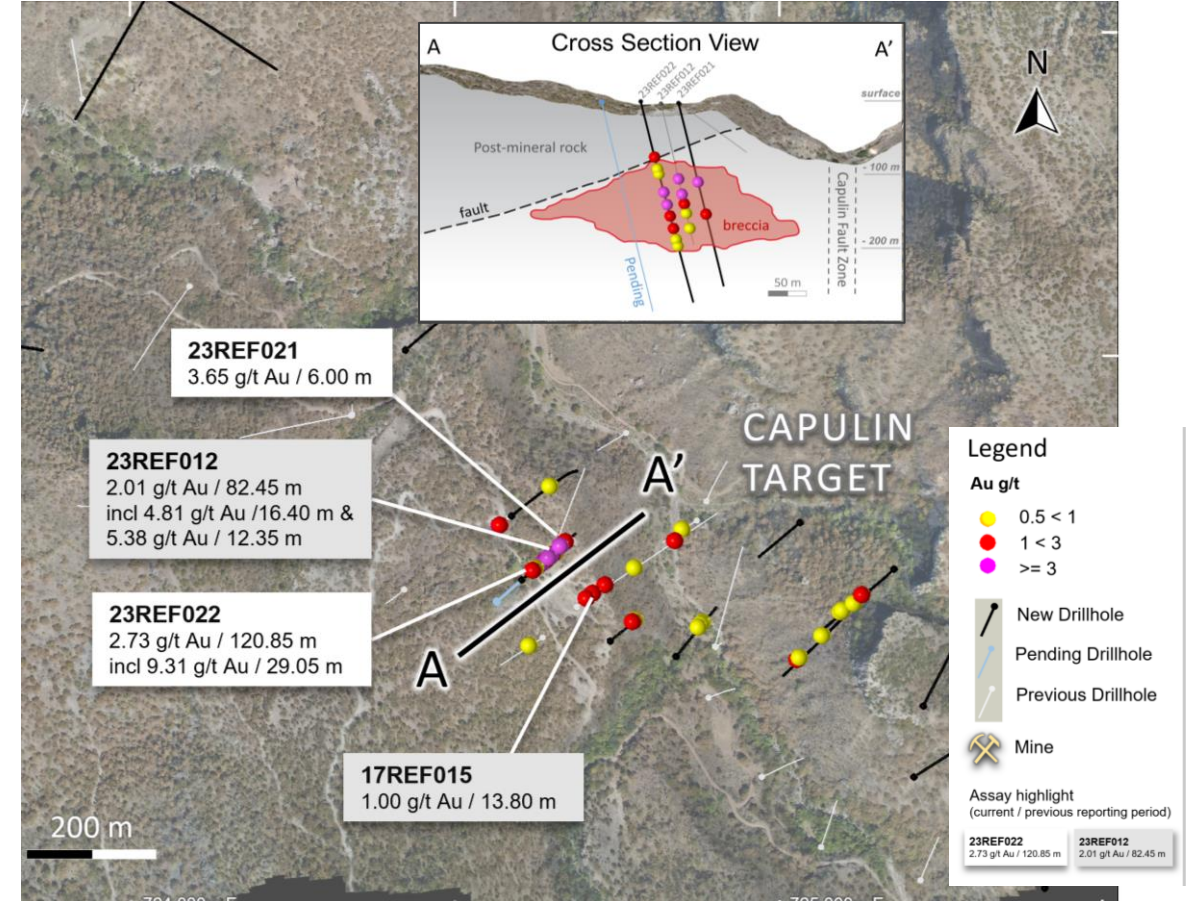 Cross Section View
A
A'
23REF022
23REF012
23REF021
surface
Post-mineral rock
- 100 m
fault
breccia
Capulin Fault Zone
- 200 m
Pending
50 m
N
23REF021
3.65 g/t Au / 6.00 m
23REF012
2.01 g/t Au / 82.45 m
incl 4.81 g/t Au /16.40 m &
5.38 g/t Au / 12.35 m
23REF022
2.73 g/t Au / 120.85 m
incl 9.31 g/t Au / 29.05 m
CAPULIN
TARGET
A'
A
17REF015
1.00 g/t Au / 13.80 m
200 m
Legend
Au g/t
0.5 < 1
1 < 3
>= 3
New Drillhole
Pending Drillhole
Previous Drillhole
Mine
Assay highlight
(current / previous reporting period)
23REF022
2.73 g/t Au / 120.85 m
23REF012
2.01 g/t Au / 82.45 m